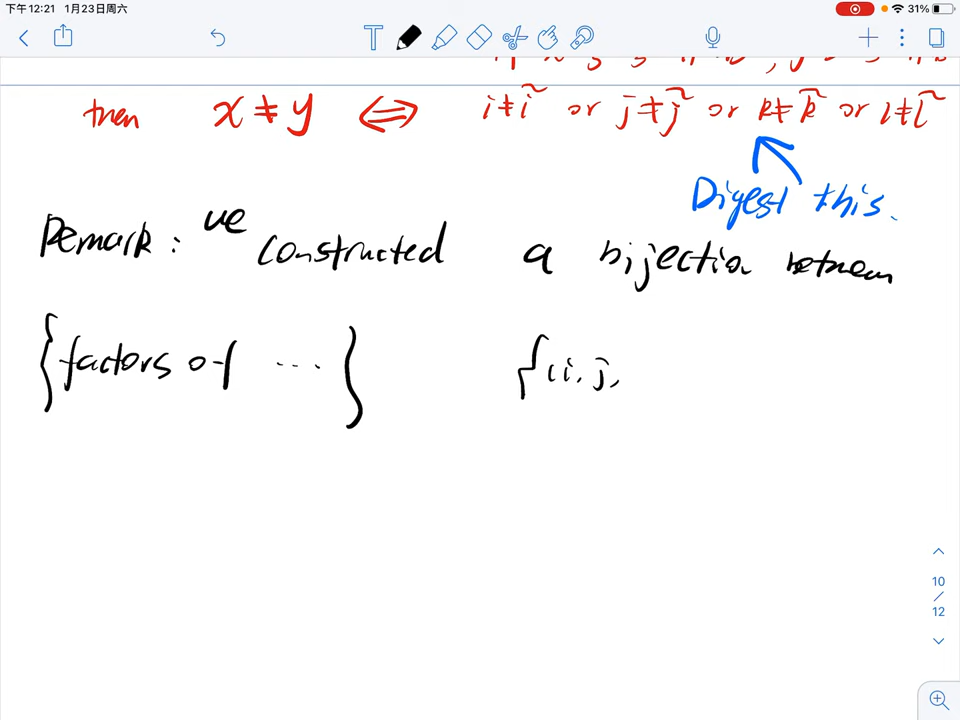 下午12:21 1月23日周六 31%
T
then x ≠ y ⟺ i≠ĩ or j≠j̃ or k≠k̃ or l≠l̃
Digest this.
Remark: we constructed a bijection between
{factors of ...} {(i, j,
10
/
12